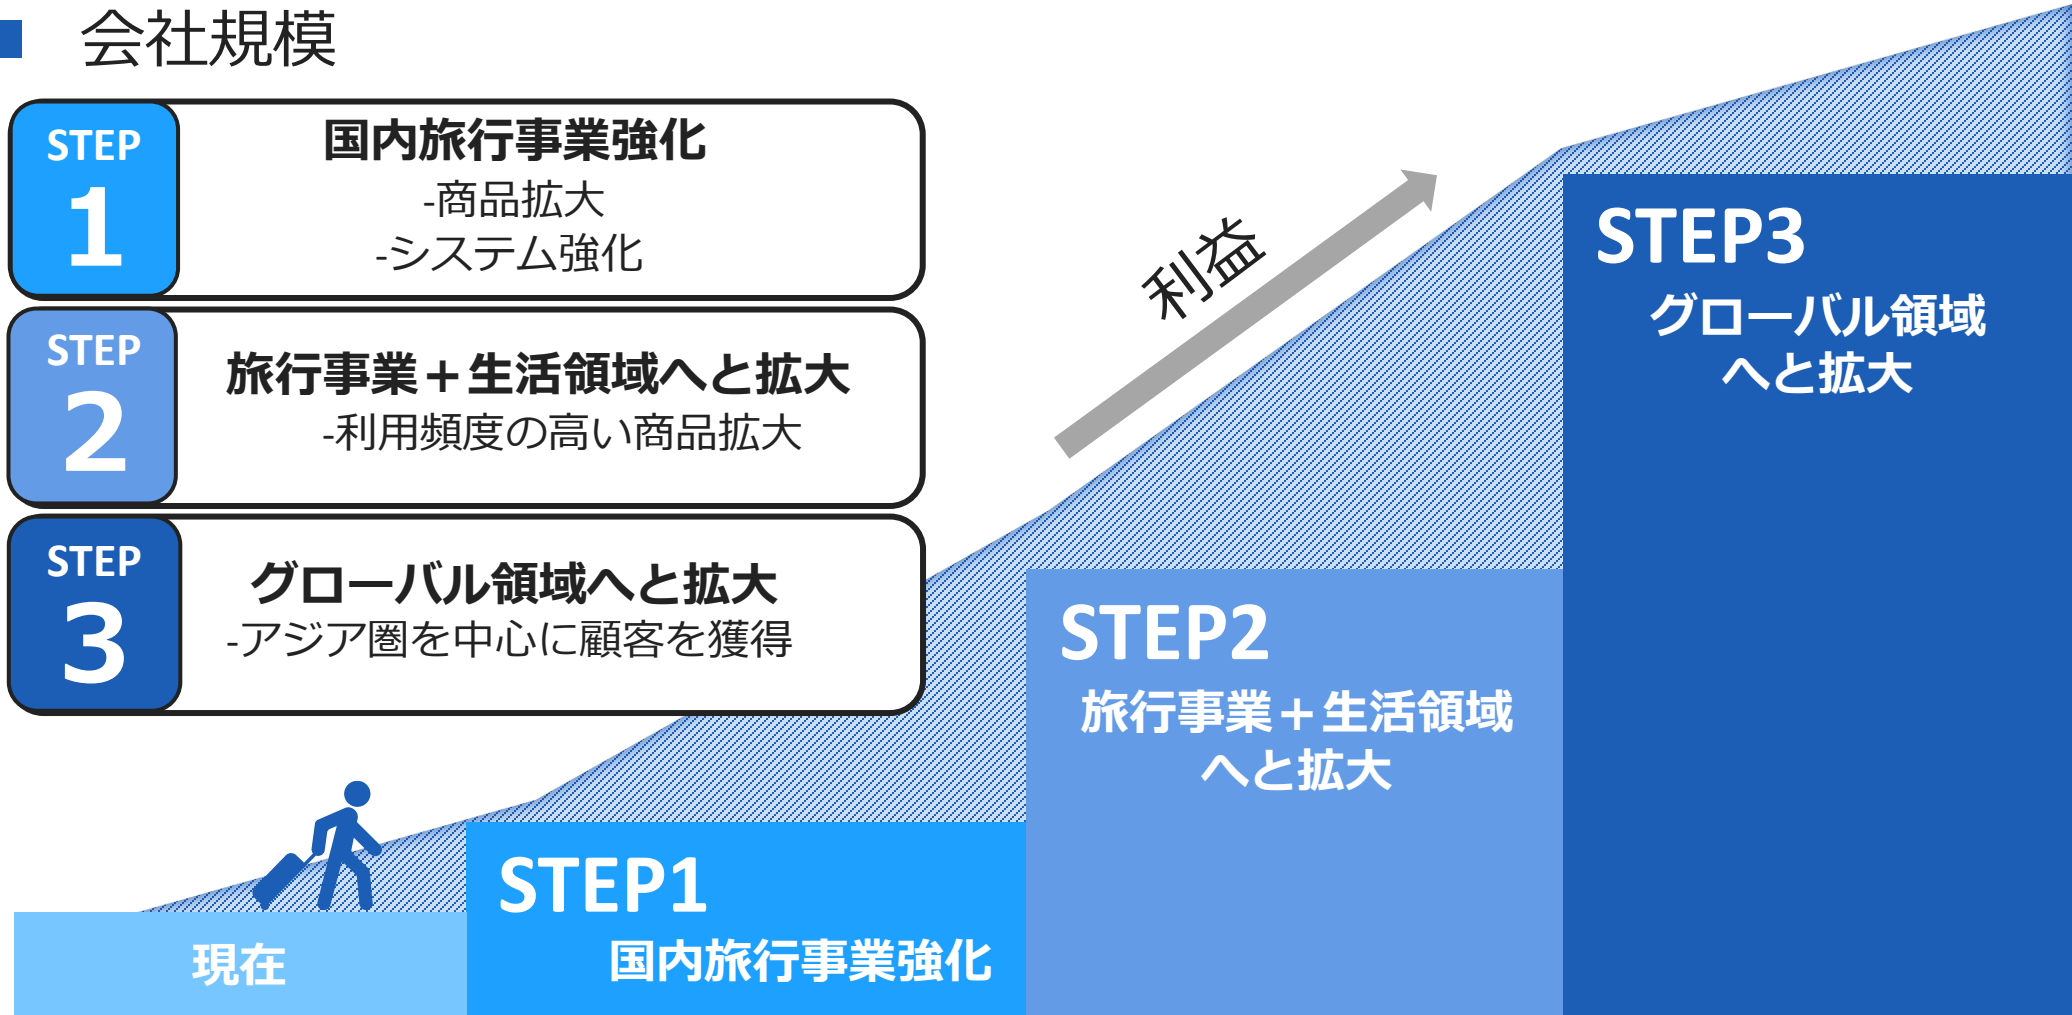 会社規模
STEP
1
国内旅行事業強化
-商品拡大
-システム強化
STEP
2
旅行事業+生活領域へと拡大
-利用頻度の高い商品拡大
STEP
3
グローバル領域へと拡大
-アジア圏を中心に顧客を獲得
利益
現在
STEP1
国内旅行事業強化
STEP2
旅行事業+生活領域
へと拡大
STEP3
グローバル領域
へと拡大